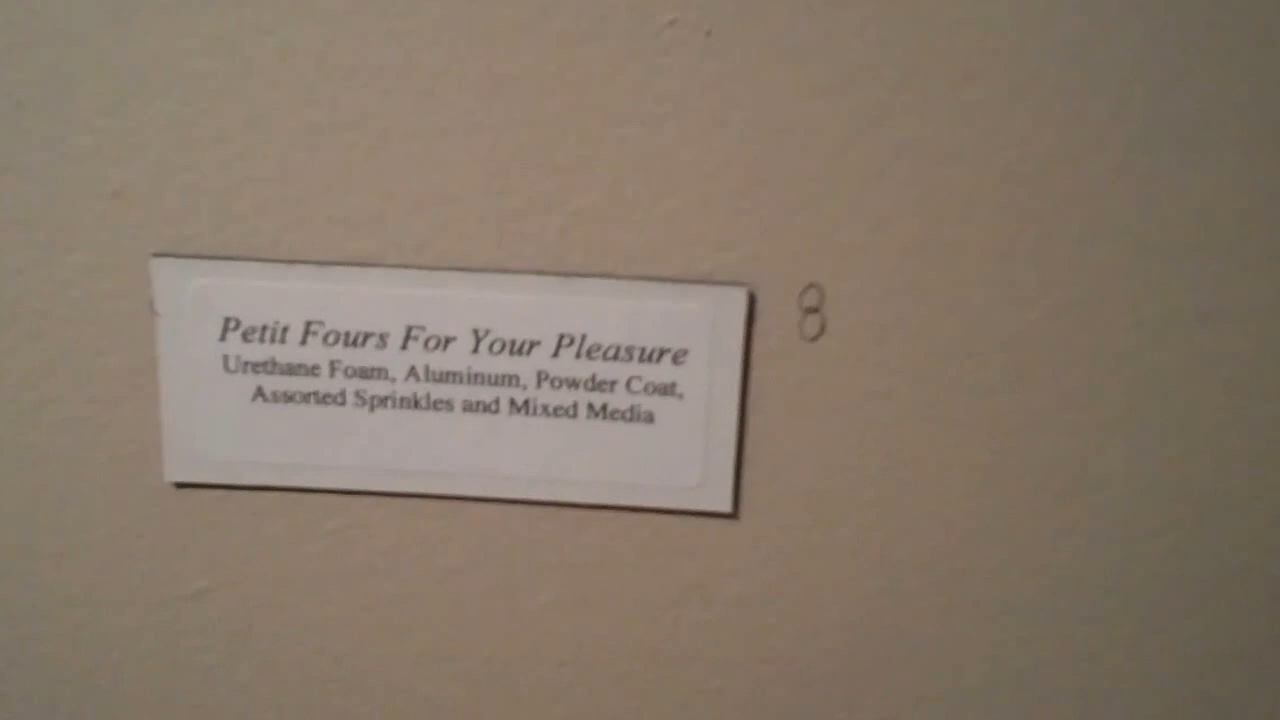 Petit Fours For Your Pleasure
Urethane Foam, Aluminum, Powder Coat,
Assorted Sprinkles and Mixed Media
8